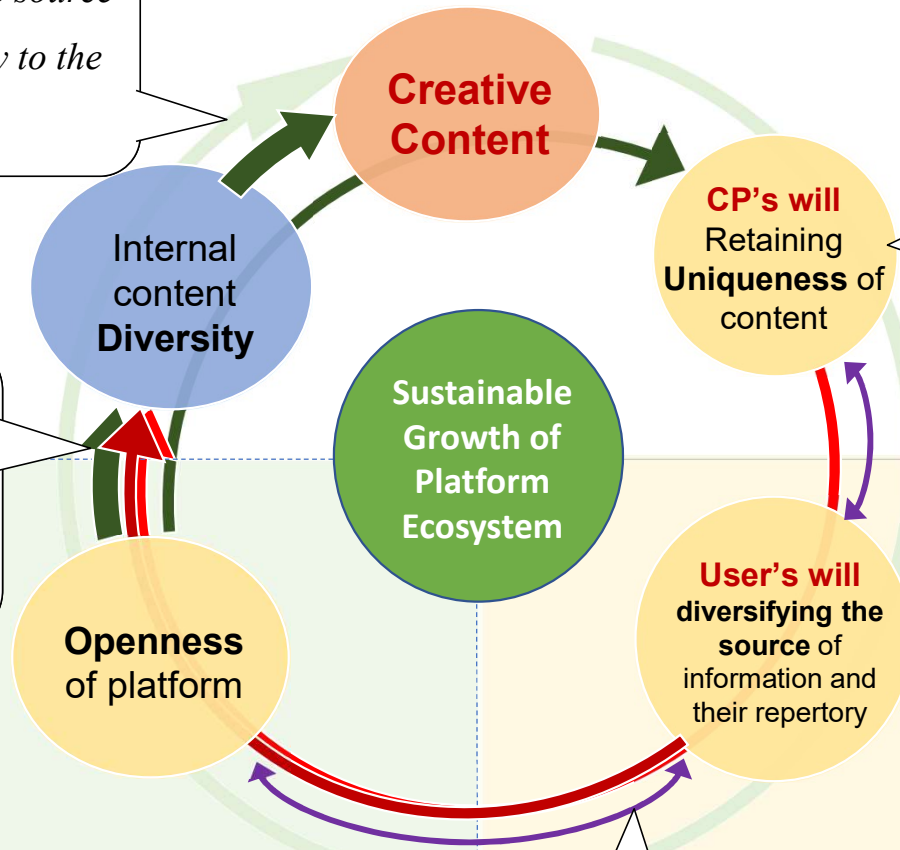 source
y to the
Creative
Content
CP's will
Retaining
Uniqueness of
content
Internal
content
Diversity
Sustainable
Growth of
Platform
Ecosystem
User's will
diversifying the
source of
information and
their repertory
Openness
of platform